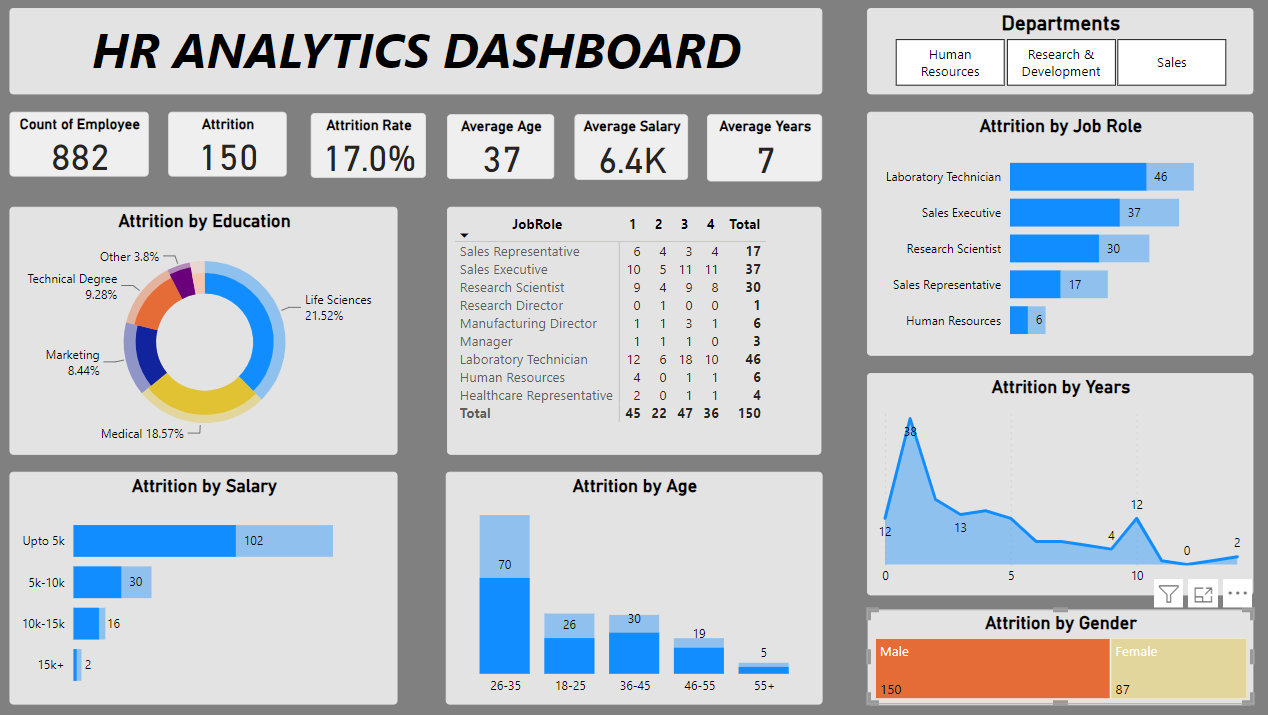 HR ANALYTICS DASHBOARD
Departments
Human Resources
Research & Development
Sales
Count of Employee
882
Attrition
150
Attrition Rate
17.0%
Average Age
37
Average Salary
6.4K
Average Years
7
Attrition by Education
Other 3.8%
Technical Degree
9.28%
Life Sciences
21.52%
Marketing
8.44%
Medical 18.57%
JobRole 1 2 3 4 Total
Sales Representative 6 4 3 4 17
Sales Executive 10 5 11 11 37
Research Scientist 9 4 9 8 30
Research Director 0 1 0 0 1
Manufacturing Director 1 1 3 1 6
Manager 1 1 1 0 3
Laboratory Technician 12 6 18 10 46
Human Resources 4 0 1 1 6
Healthcare Representative 2 0 1 1 4
Total 45 22 47 36 150
Attrition by Job Role
Laboratory Technician 46
Sales Executive 37
Research Scientist 30
Sales Representative 17
Human Resources 6
Attrition by Salary
Upto 5k 102
5k-10k 30
10k-15k 16
15k+ 2
Attrition by Age
70
26
30
19
5
26-35 18-25 36-45 46-55 55+
Attrition by Years
38
12
13
4
12
0
2
0 5 10
Attrition by Gender
Male
150
Female
87